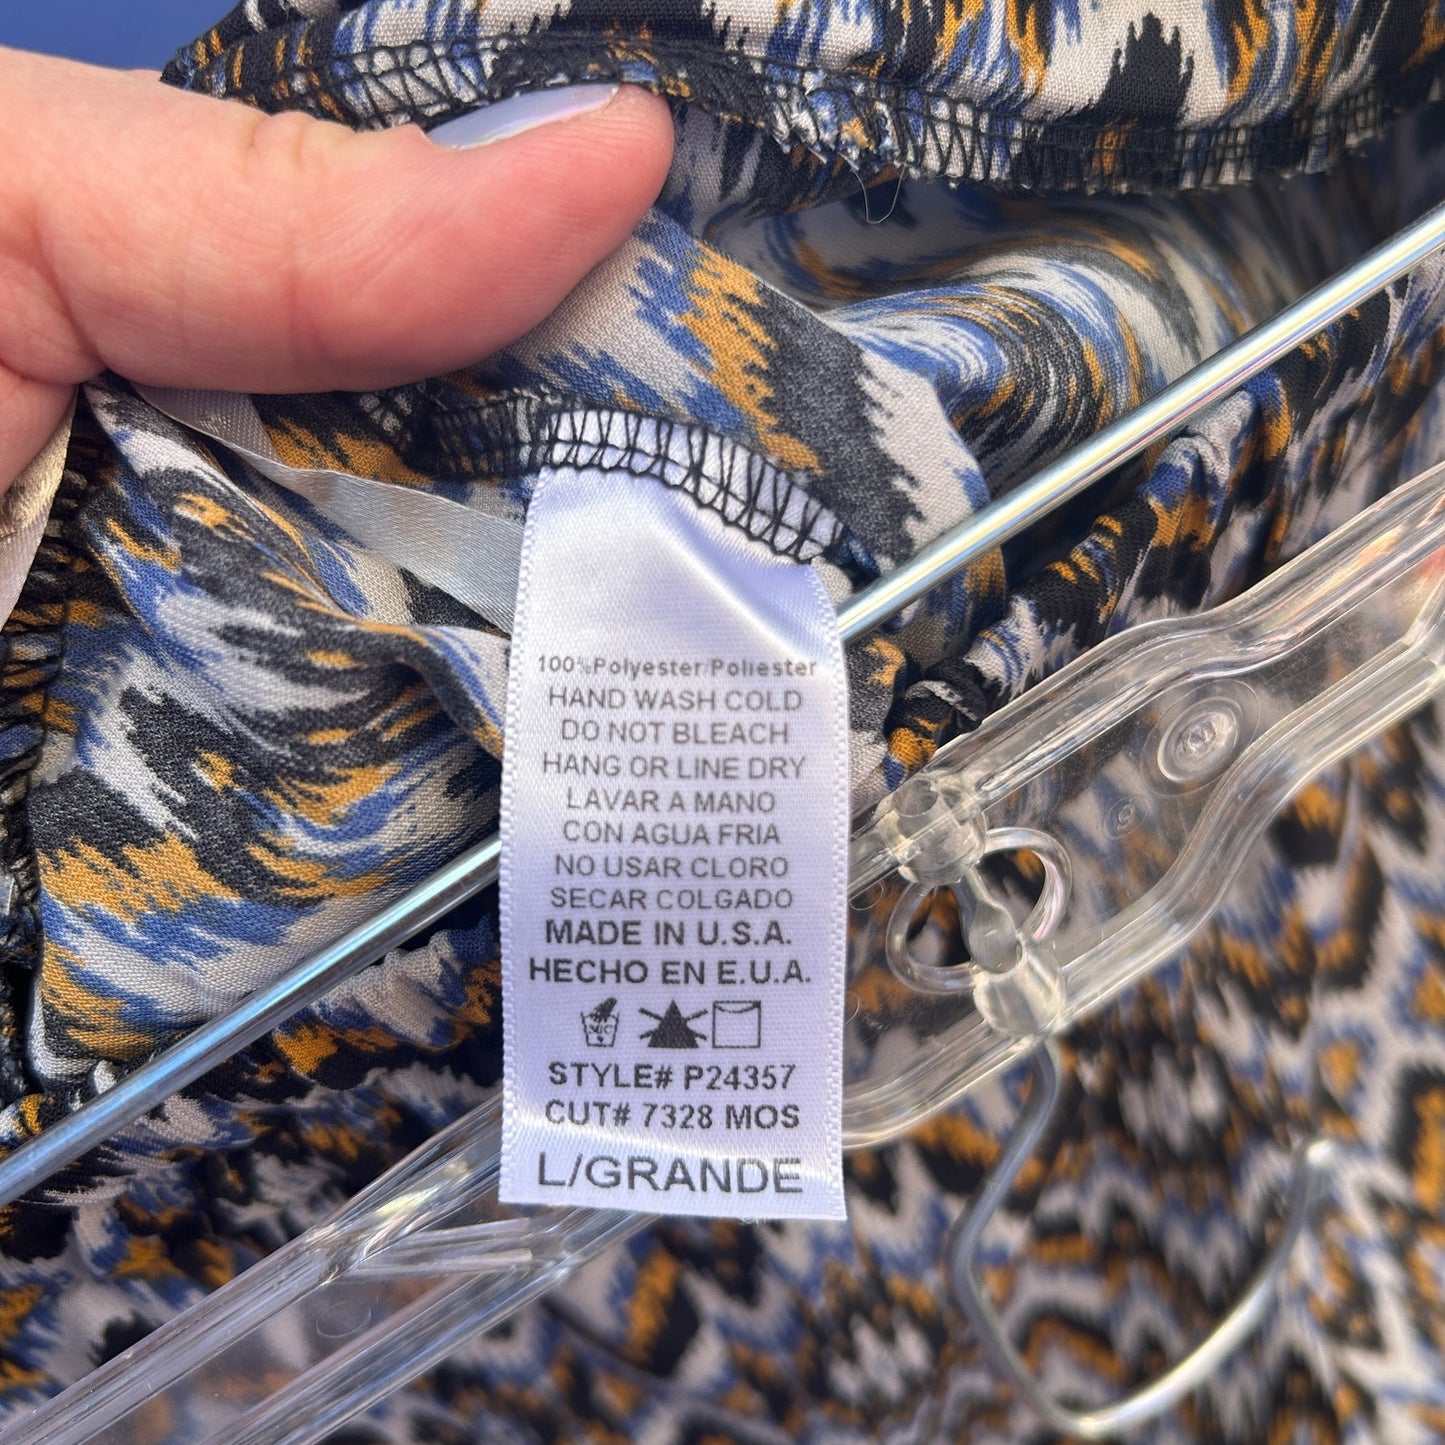 100%Polyester/Poliester
HAND WASH COLD
DO NOT BLEACH
HANG OR LINE DRY
LAVAR A MANO
CON AGUA FRIA
NO USAR CLORO
SECAR COLGADO
MADE IN U.S.A.
HECHO EN E.U.A.
STYLE# P24357
CUT# 7328 MOS
L/GRANDE